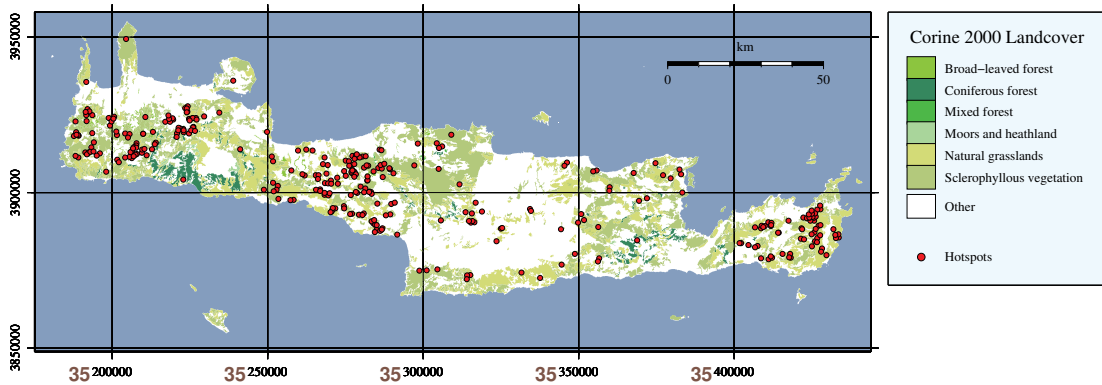 3950000
3900000
3850000
km
0 50
35 200000 35 250000 35 300000 35 350000 35 400000
Corine 2000 Landcover
Broad−leaved forest
Coniferous forest
Mixed forest
Moors and heathland
Natural grasslands
Sclerophyllous vegetation
Other
Hotspots